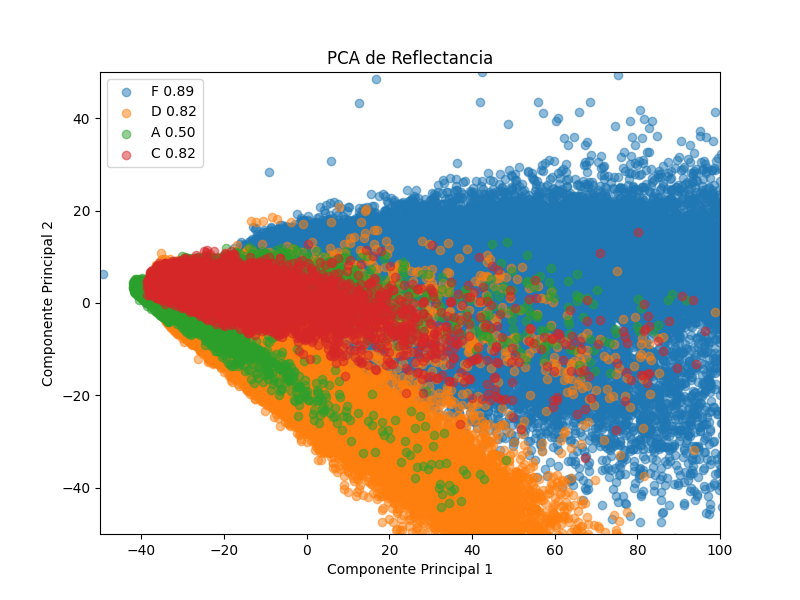 PCA de Reflectancia
F 0.89
D 0.82
A 0.50
C 0.82
Componente Principal 2
40
20
0
−20
−40
−40 −20 0 20 40 60 80 100
Componente Principal 1